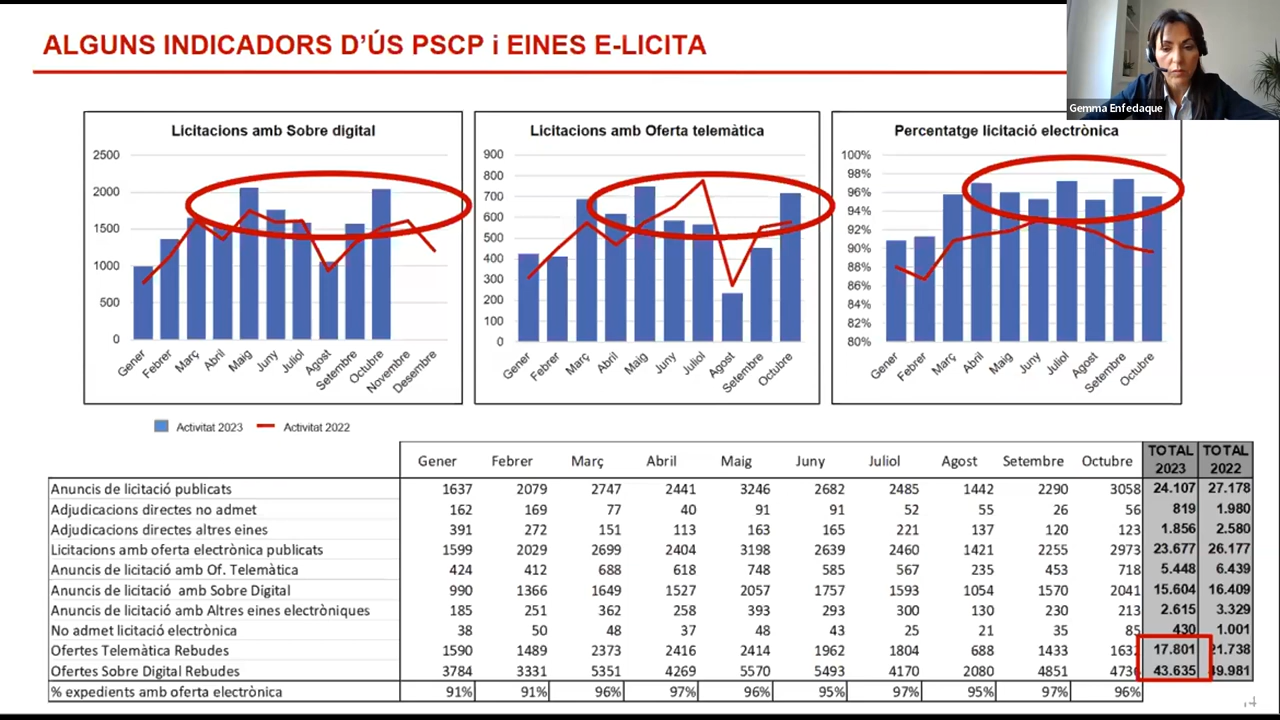 ALGUNS INDICADORS D'ÚS PSCP i EINES E-LICITA
Gemma Enfedaque
Licitacions amb Sobre digital
2500
2000
1500
1000
500
0
Gener Febrer Març Abril Maig Juny Juliol Agost Setembre Octubre Novembre Desembre
Licitacions amb Oferta telemàtica
900
800
700
600
500
400
300
200
100
0
Gener Febrer Març Abril Maig Juny Juliol Agost Setembre Octubre
Percentatge licitació electrònica
100%
98%
96%
94%
92%
90%
88%
86%
84%
82%
80%
Gener Febrer Març Abril Maig Juny Juliol Agost Setembre Octubre
Activitat 2023 Activitat 2022
Gener Febrer Març Abril Maig Juny Juliol Agost Setembre Octubre TOTAL 2023 TOTAL 2022
Anuncis de licitació publicats 1637 2079 2747 2441 3246 2682 2485 1442 2290 3058 24.107 27.178
Adjudicacions directes no admet 162 169 77 40 91 91 52 55 26 56 819 1.980
Adjudicacions directes altres eines 391 272 151 113 163 165 221 137 120 123 1.856 2.580
Licitacions amb oferta electrònica publicats 1599 2029 2699 2404 3198 2639 2460 1421 2255 2973 23.677 26.177
Anuncis de licitació amb Of. Telemàtica 424 412 688 618 748 585 567 235 453 718 5.448 6.439
Anuncis de licitació amb Sobre Digital 990 1366 1649 1527 2057 1757 1593 1054 1570 2041 15.604 16.409
Anuncis de licitació amb Altres eines electròniques 185 251 362 258 393 293 300 130 230 213 2.615 3.329
No admet licitació electrònica 38 50 48 37 48 43 25 21 35 85 430 1.001
Ofertes Telemàtica Rebudes 1590 1489 2373 2416 2414 1962 1804 688 1433 1632 17.801 21.738
Ofertes Sobre Digital Rebudes 3784 3331 5351 4269 5570 5493 4170 2080 4851 4736 43.635 49.981
% expedients amb oferta electrònica 91% 91% 96% 97% 96% 95% 97% 95% 97% 96%